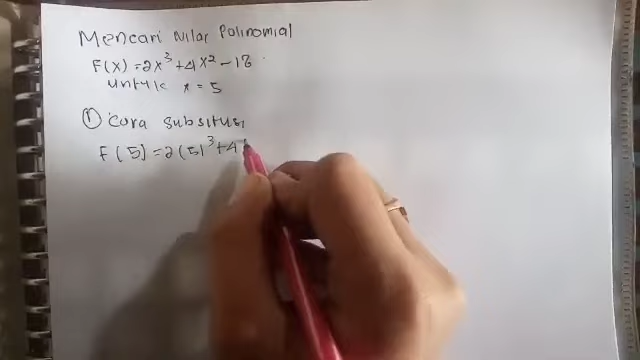 Mencari Nilai Polinomial
F(x) = 2x³ + 4x² - 18
untuk x = 5
① Cara subsitusi
F(5) = 2(5)³ + 4